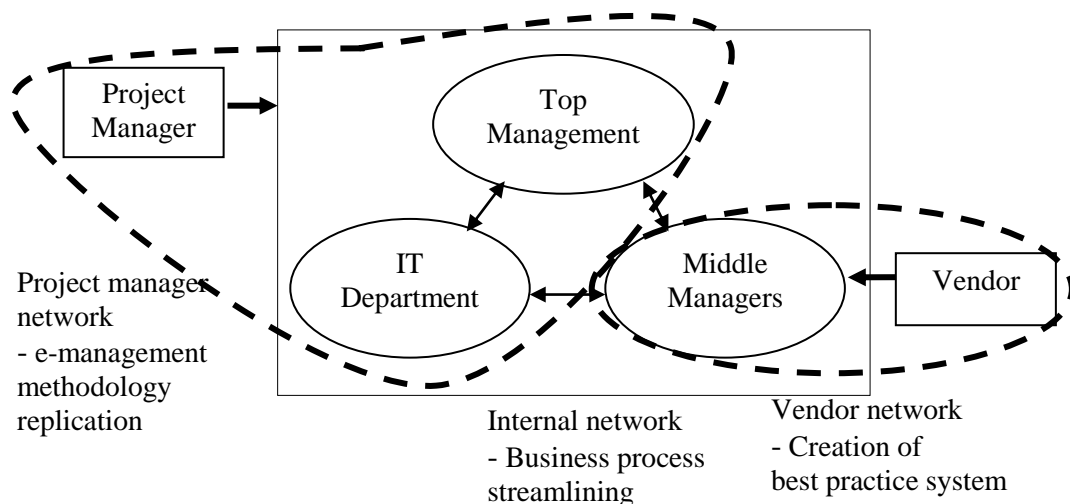 Project
Manager
Top
Management
IT
Department
Middle
Managers
Vendor
Project manager
network
- e-management
methodology
replication
Internal network
- Business process
streamlining
Vendor network
- Creation of
best practice system